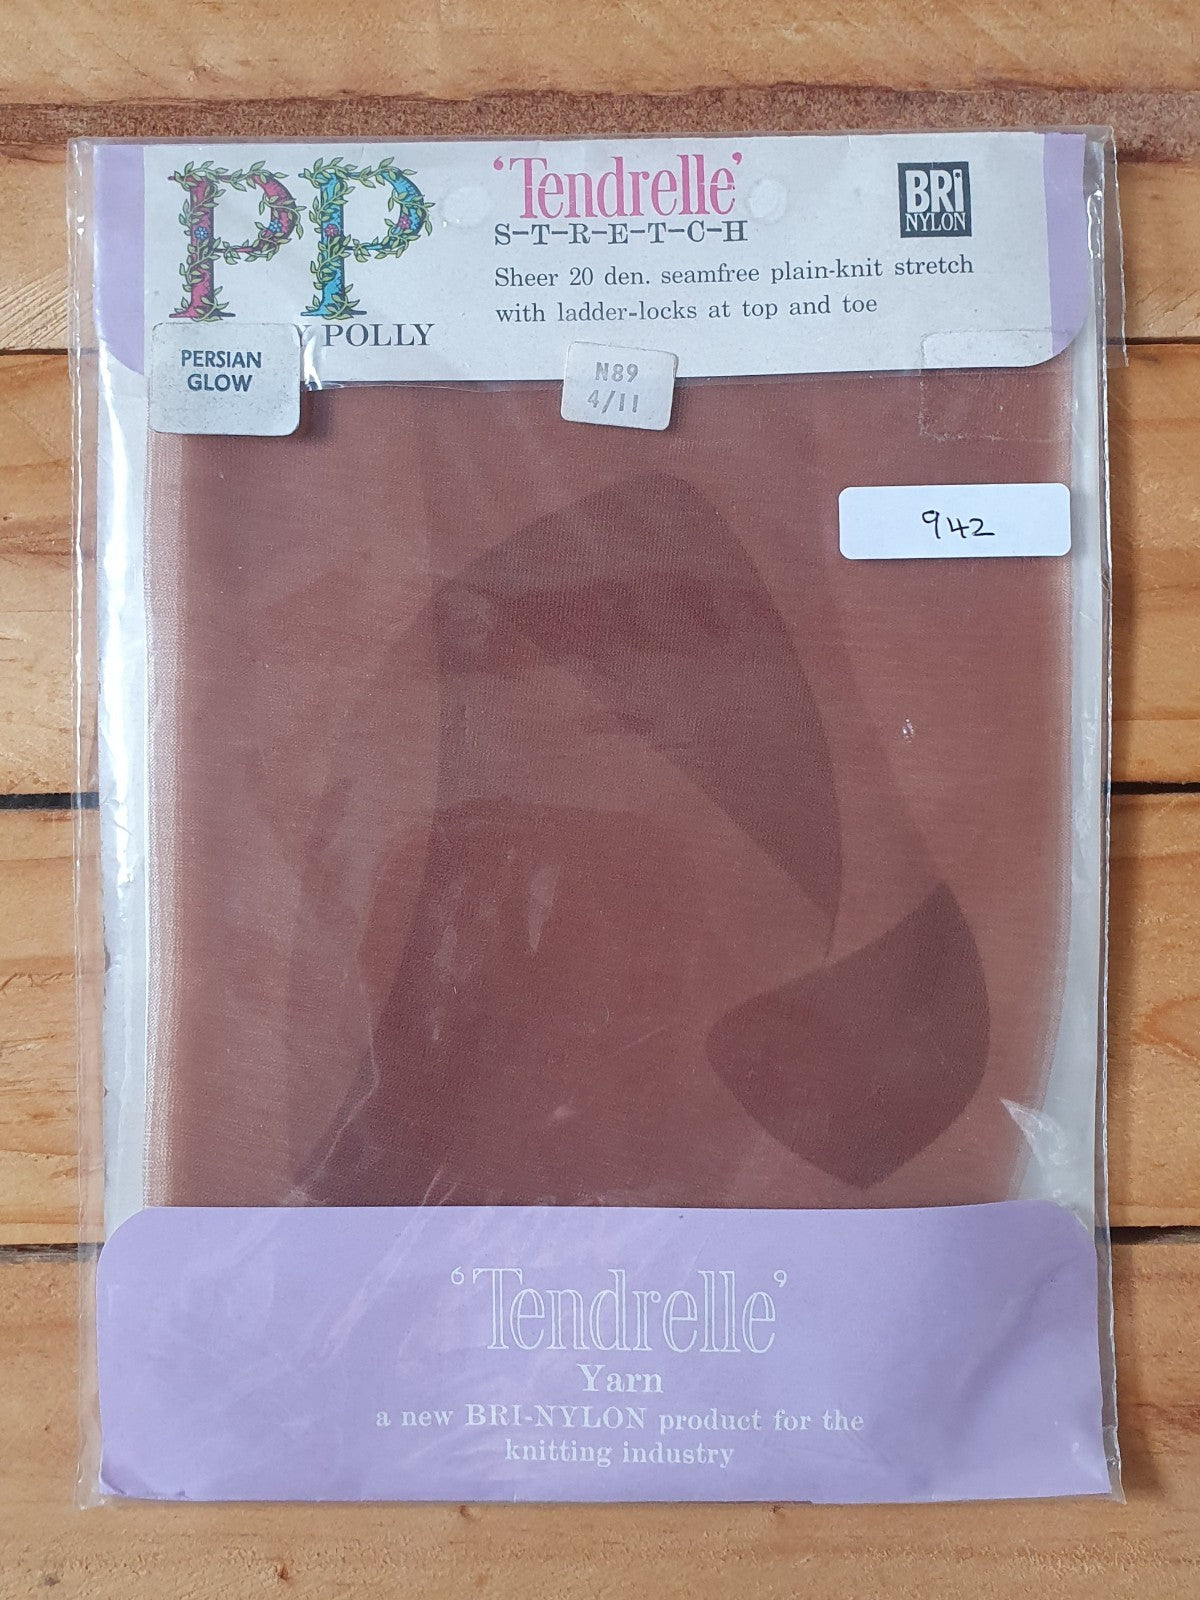 PP
Y POLLY
'Tendrelle'
S-T-R-E-T-C-H
Sheer 20 den. seamfree plain-knit stretch
with ladder-locks at top and toe
BRI
NYLON
PERSIAN
GLOW
N89
4/11
942
'Tendrelle'
Yarn
a new BRI-NYLON product for the
knitting industry